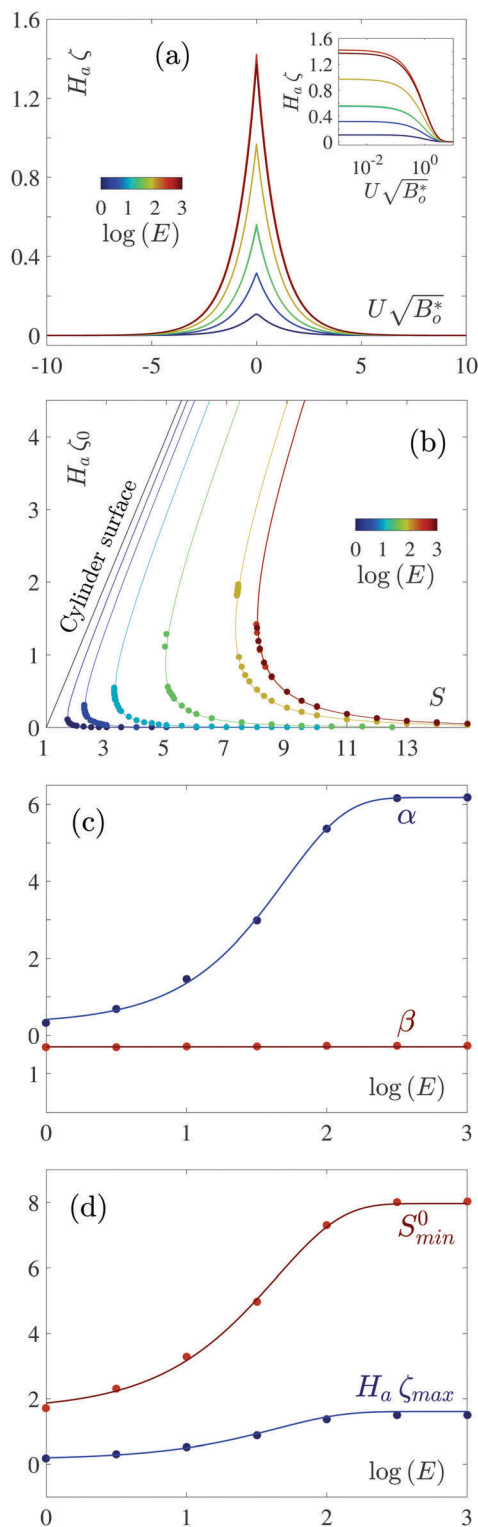 (a)
H_a ζ
1.6
1.2
0.8
0.4
0
-10 -5 0 5 10
U√B_o^*
0 1 2 3
log (E)
H_a ζ
1.6
1.2
0.8
0.4
0
10^-2 10^0
U√B_o^*
(b)
H_a ζ_0
4
3
2
1
0
1 3 5 7 9 11 13
S
Cylinder surface
0 1 2 3
log (E)
(c)
6
4
2
0
1
α
β
log (E)
0 1 2 3
(d)
8
6
4
2
0
S^0_min
H_a ζ_max
log (E)
0 1 2 3